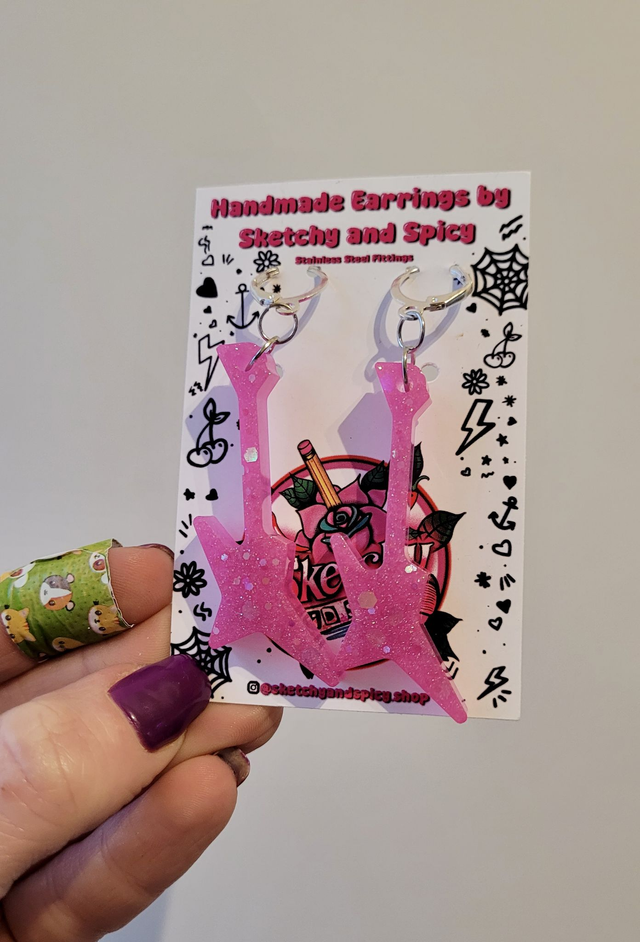 Handmade Earrings by
Sketchy and Spicy
Stainless Steel Fittings
@sketchyandspicy.shop